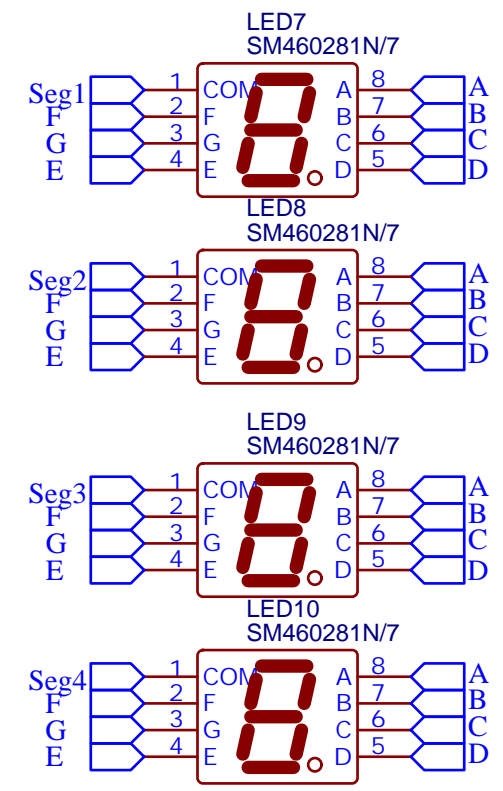 LED7
SM460281N/7
Seg1 1 COM A 8 A
F 2 F B 7 B
G 3 G C 6 C
E 4 E D 5 D
LED8
SM460281N/7
Seg2 1 COM A 8 A
F 2 F B 7 B
G 3 G C 6 C
E 4 E D 5 D
LED9
SM460281N/7
Seg3 1 COM A 8 A
F 2 F B 7 B
G 3 G C 6 C
E 4 E D 5 D
LED10
SM460281N/7
Seg4 1 COM A 8 A
F 2 F B 7 B
G 3 G C 6 C
E 4 E D 5 D